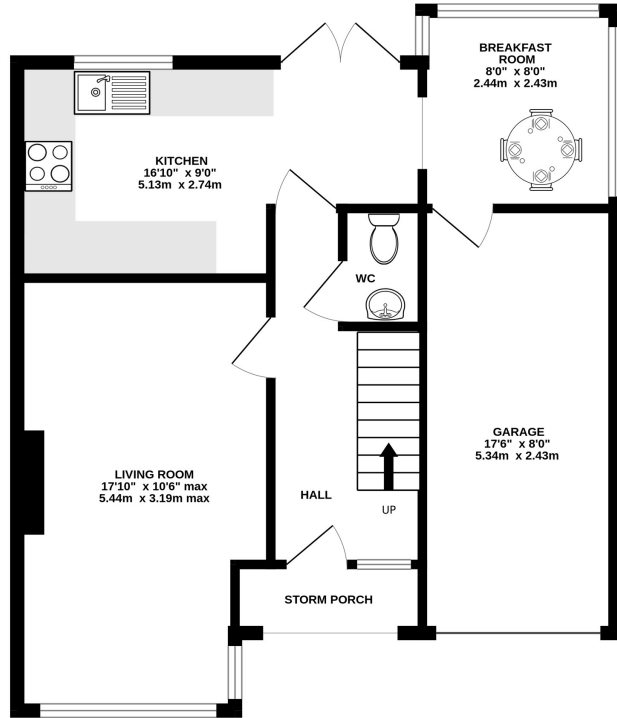 BREAKFAST
ROOM
8'0" x 8'0"
2.44m x 2.43m
KITCHEN
16'10" x 9'0"
5.13m x 2.74m
WC
GARAGE
17'6" x 8'0"
5.34m x 2.43m
LIVING ROOM
17'10" x 10'6" max
5.44m x 3.19m max
HALL
UP
STORM PORCH